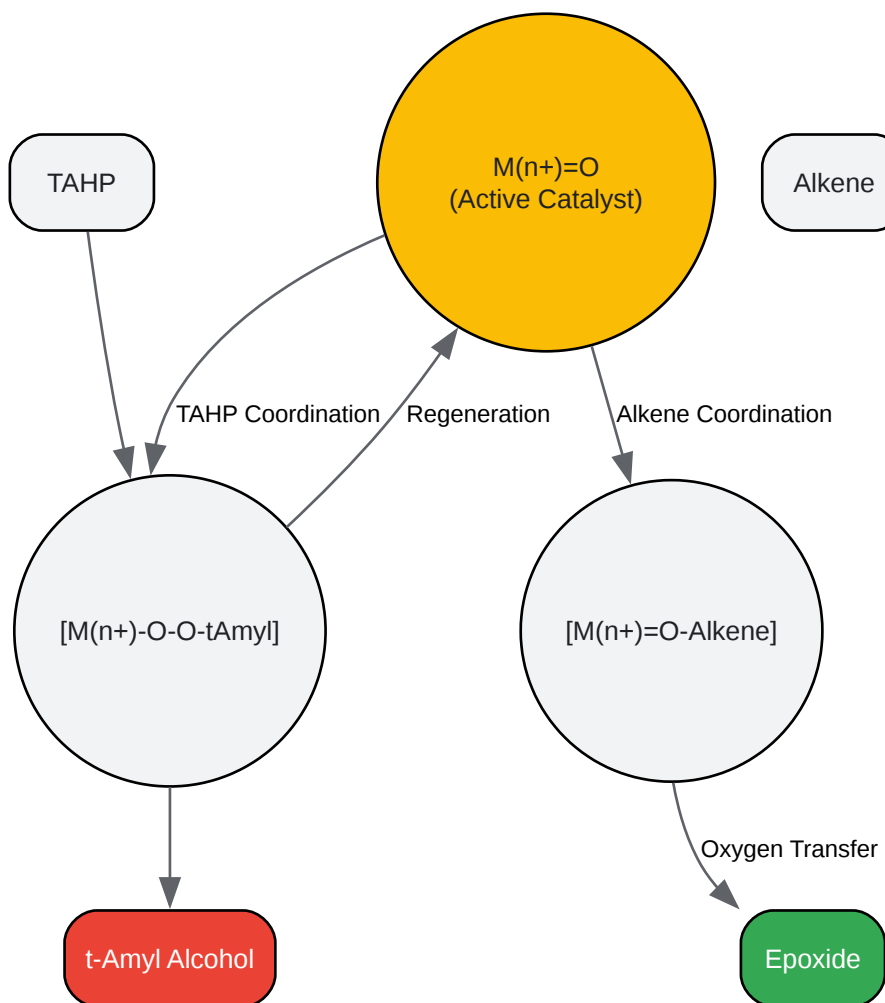 M(n+)=O
(Active Catalyst)
TAHP
Alkene
TAHP Coordination
Regeneration
Alkene Coordination
[M(n+)-O-O-tAmyl]
[M(n+)=O-Alkene]
Oxygen Transfer
t-Amyl Alcohol
Epoxide